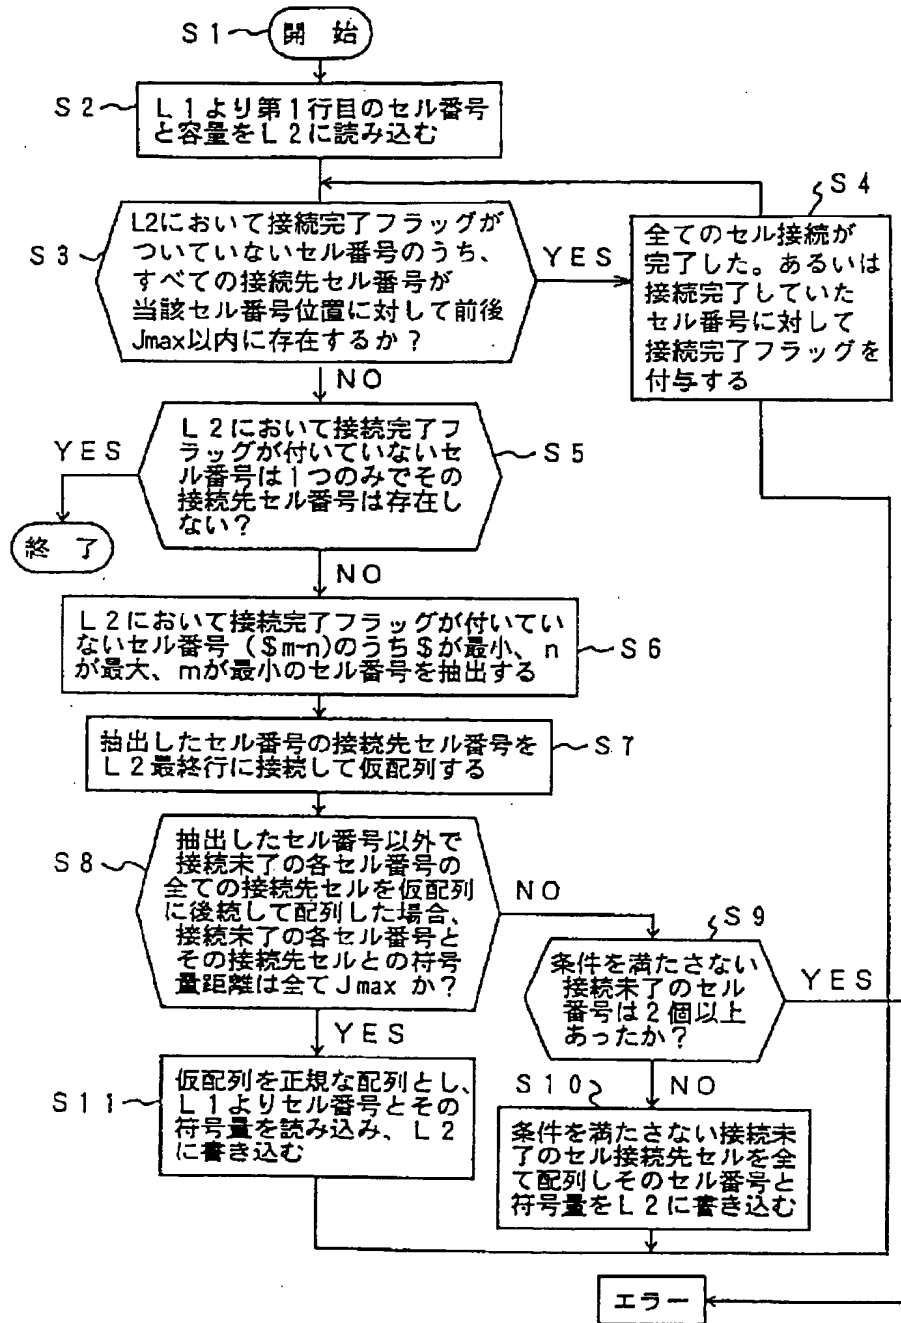 S1
開 始
S2
L1より第1行目のセル番号
と容量をL2に読み込む
S3
L2において接続完了フラッグが
ついていないセル番号のうち、
すべての接続先セル番号が
当該セル番号位置に対して前後
Jmax以内に存在するか?
YES
NO
S4
全てのセル接続が
完了した。あるいは
接続完了していた
セル番号に対して
接続完了フラッグを
付与する
S5
L2において接続完了フ
ラッグが付いていないセ
ル番号は1つのみでその
接続先セル番号は存在し
ない?
YES
終 了
NO
L2において接続完了フラッグが付いてい
ないセル番号($m-n)のうち$が最小、n
が最大、mが最小のセル番号を抽出する
S6
抽出したセル番号の接続先セル番号を
L2最終行に接続して仮配列する
S7
S8
抽出したセル番号以外で
接続未了の各セル番号の
全ての接続先セルを仮配列
に後続して配列した場合、
接続未了の各セル番号と
その接続先セルとの符号
量距離は全てJmaxか?
NO
YES
S9
条件を満たさない
接続未了のセル
番号は2個以上
あったか?
YES
NO
S10
条件を満たさない接続未
了のセル接続先セルを全
て配列しそのセル番号と
符号量をL2に書き込む
S11
仮配列を正規な配列とし、
L1よりセル番号とその
符号量を読み込み、L2
に書き込む
エラー